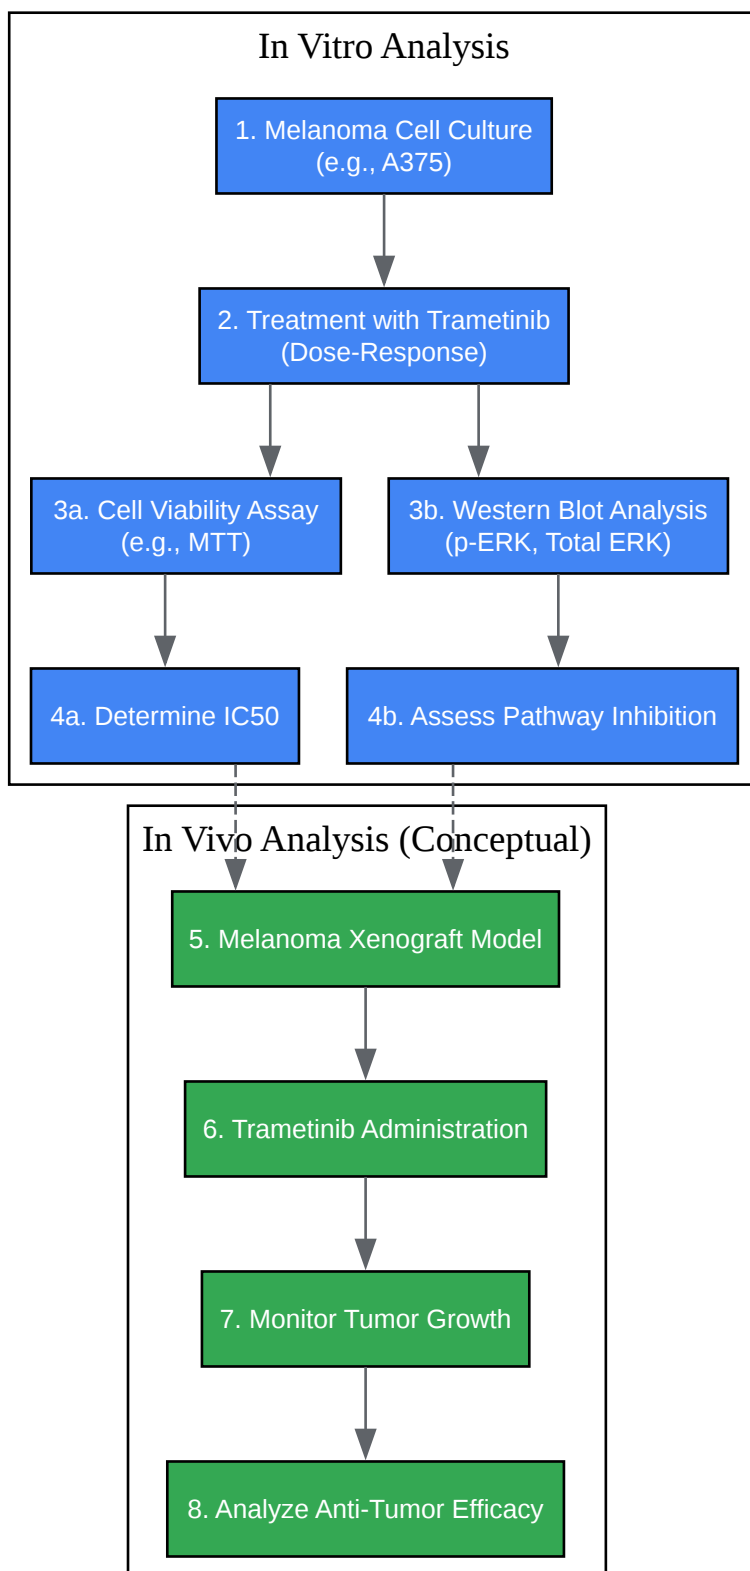 In Vitro Analysis
1. Melanoma Cell Culture
(e.g., A375)
2. Treatment with Trametinib
(Dose-Response)
3a. Cell Viability Assay
(e.g., MTT)
3b. Western Blot Analysis
(p-ERK, Total ERK)
4a. Determine IC50
4b. Assess Pathway Inhibition
In Vivo Analysis (Conceptual)
5. Melanoma Xenograft Model
6. Trametinib Administration
7. Monitor Tumor Growth
8. Analyze Anti-Tumor Efficacy